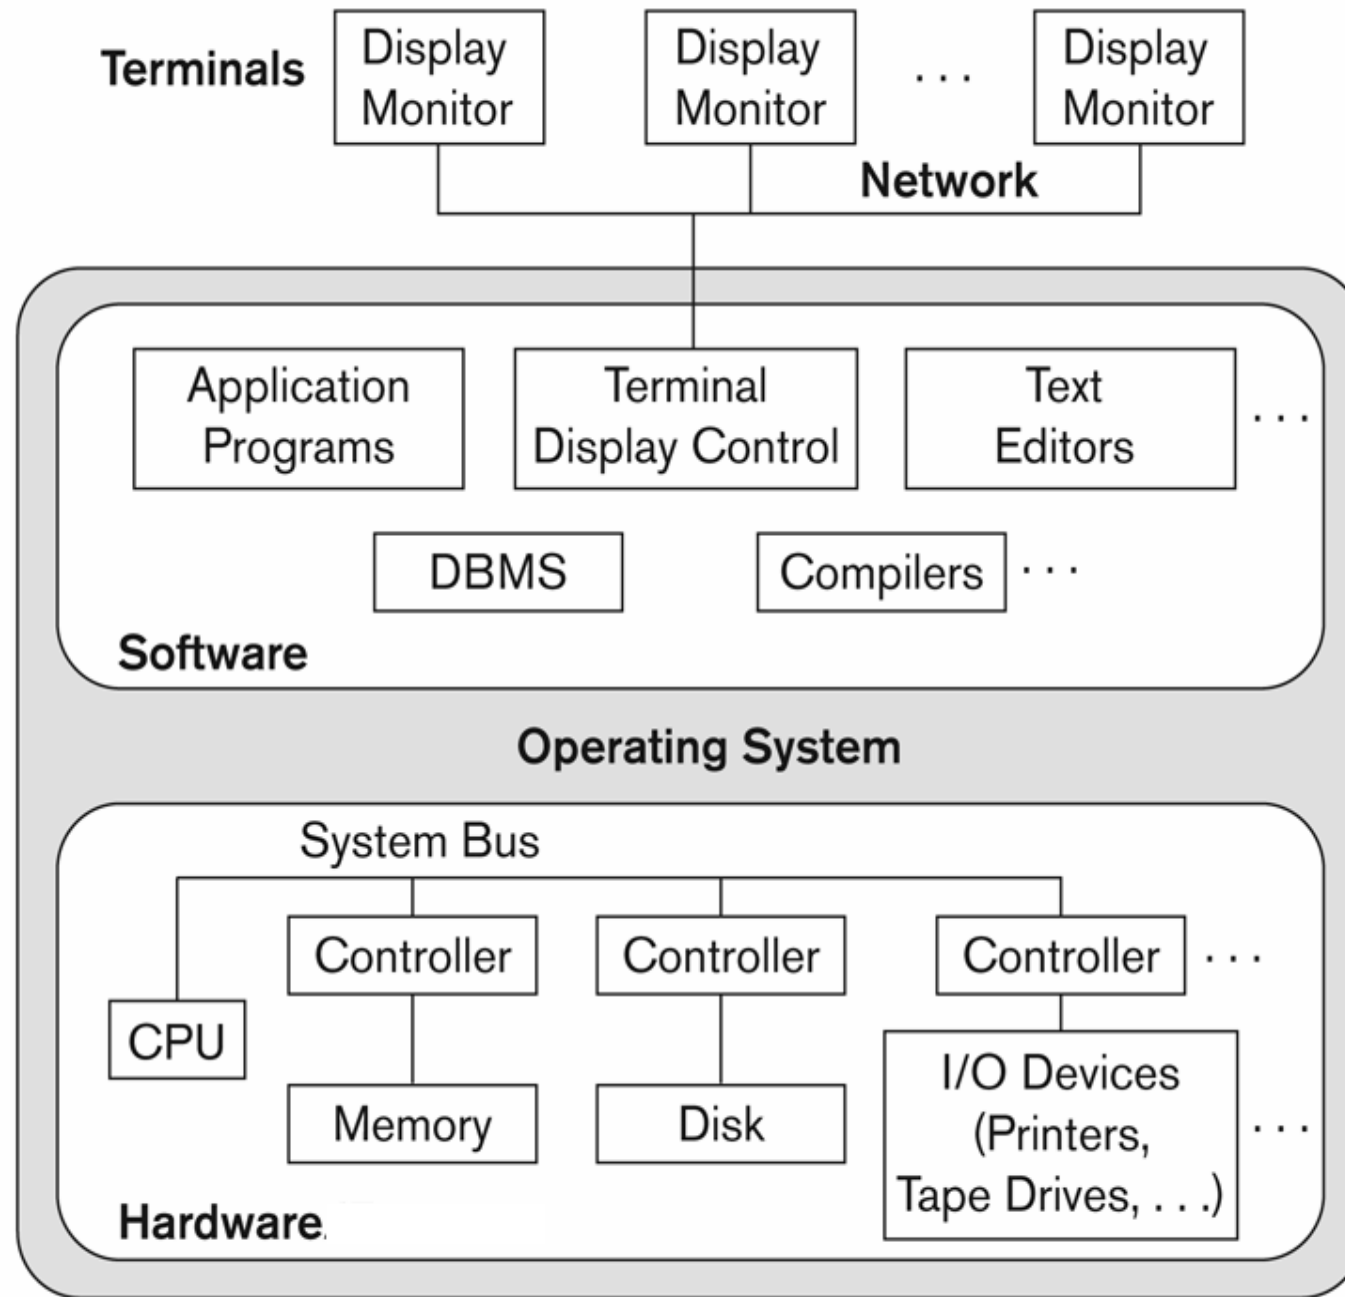 Terminals
Display
Monitor
Display
Monitor
. . .
Display
Monitor
Network
Application
Programs
Terminal
Display Control
Text
Editors
. . .
DBMS
Compilers
. . .
Software
Operating System
System Bus
Controller
Controller
Controller
. . .
CPU
Memory
Disk
I/O Devices
(Printers,
Tape Drives, . . .)
. . .
Hardware